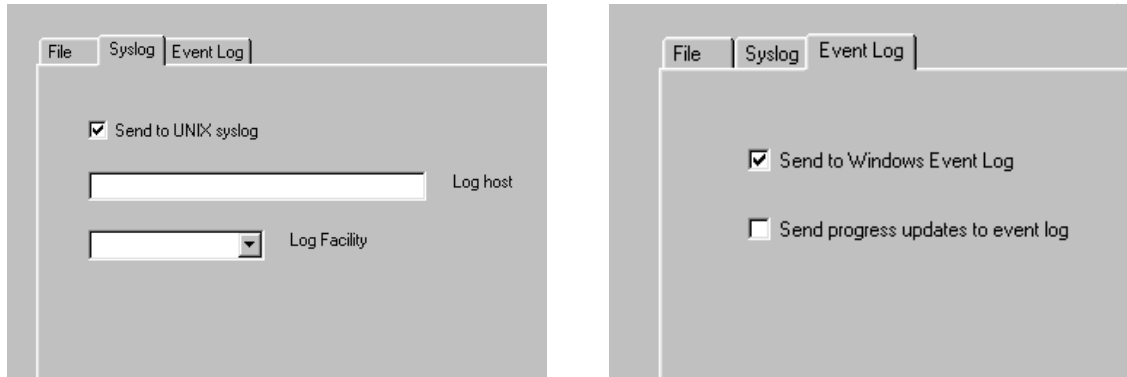 File Syslog Event Log
Send to UNIX syslog
Log host
Log Facility
File Syslog Event Log
Send to Windows Event Log
Send progress updates to event log